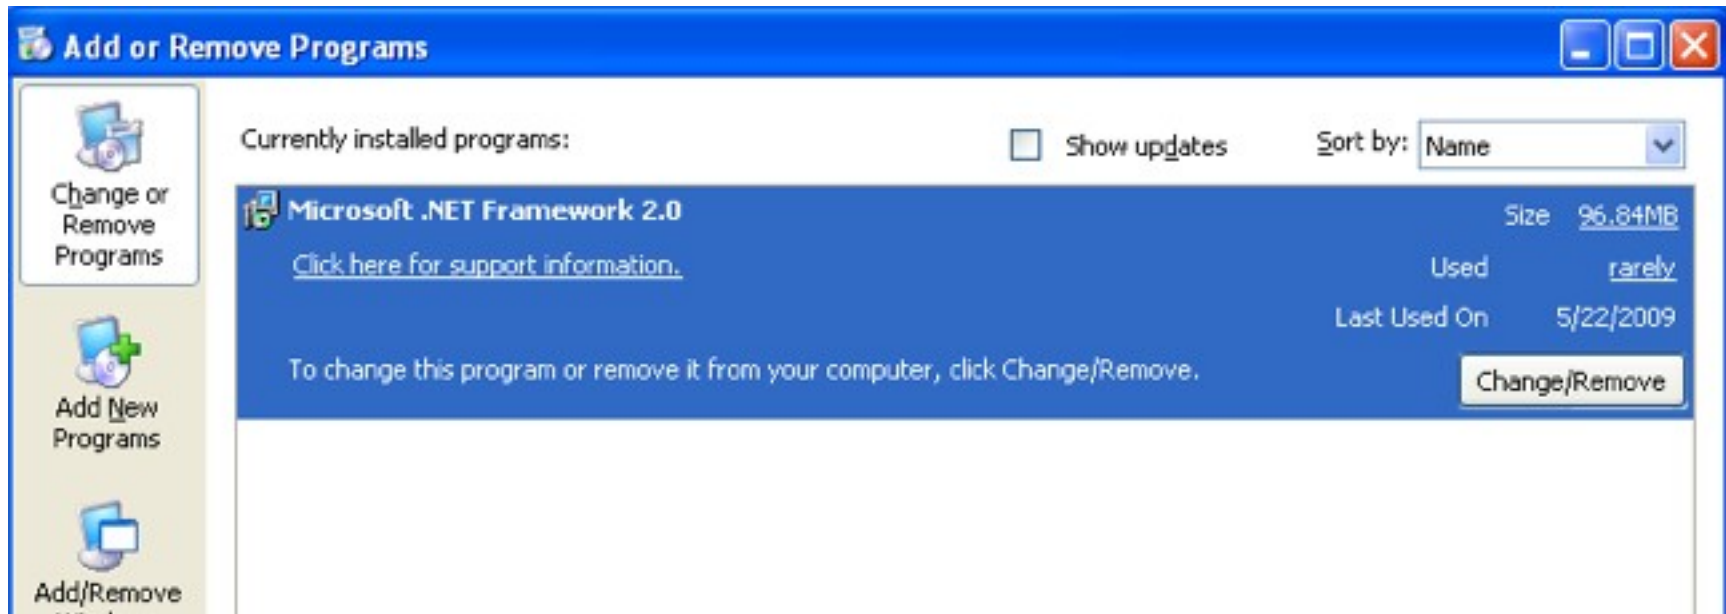 Add or Remove Programs
Change or
Remove
Programs
Add New
Programs
Add/Remove
Currently installed programs:
Show updates
Sort by:
Name
Microsoft .NET Framework 2.0
Size 96.84MB
Click here for support information.
Used rarely
Last Used On 5/22/2009
To change this program or remove it from your computer, click Change/Remove.
Change/Remove